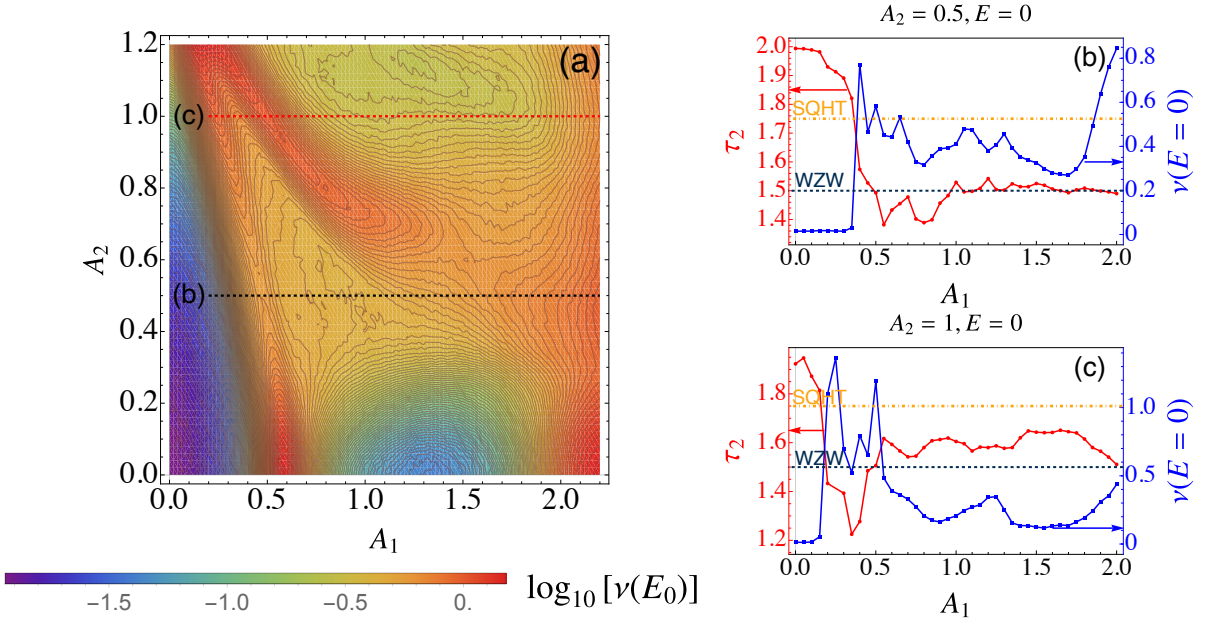 (a)
1.2
1.0
0.8
0.6
0.4
0.2
0.0
A₂
(c)
(b)
0.0 0.5 1.0 1.5 2.0
A₁
−1.5 −1.0 −0.5 0.
log₁₀ [ν(E₀)]
A₂ = 0.5, E = 0
(b)
2.0
1.9
1.8
1.7
1.6
1.5
1.4
τ₂
SQHT
WZW
0.8
0.6
0.4
0.2
0
ν(E = 0)
0.0 0.5 1.0 1.5 2.0
A₁
A₂ = 1, E = 0
(c)
1.8
1.6
1.4
1.2
τ₂
SQHT
WZW
1.0
0.5
0
ν(E = 0)
0.0 0.5 1.0 1.5 2.0
A₁